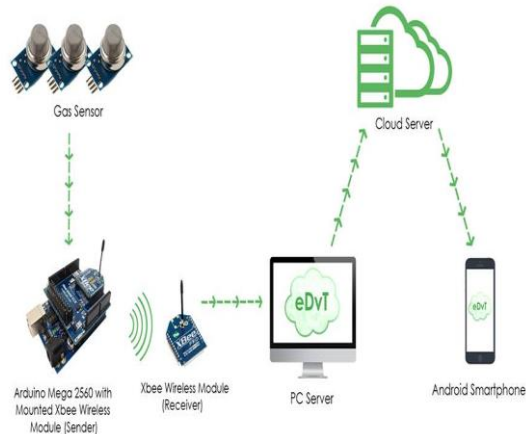 Gas Sensor
Cloud Server
XBee
eDvT
Arduino Mega 2560 with
Mounted Xbee Wireless
Module (Sender)
Xbee Wireless Module
(Receiver)
PC Server
Android Smartphone